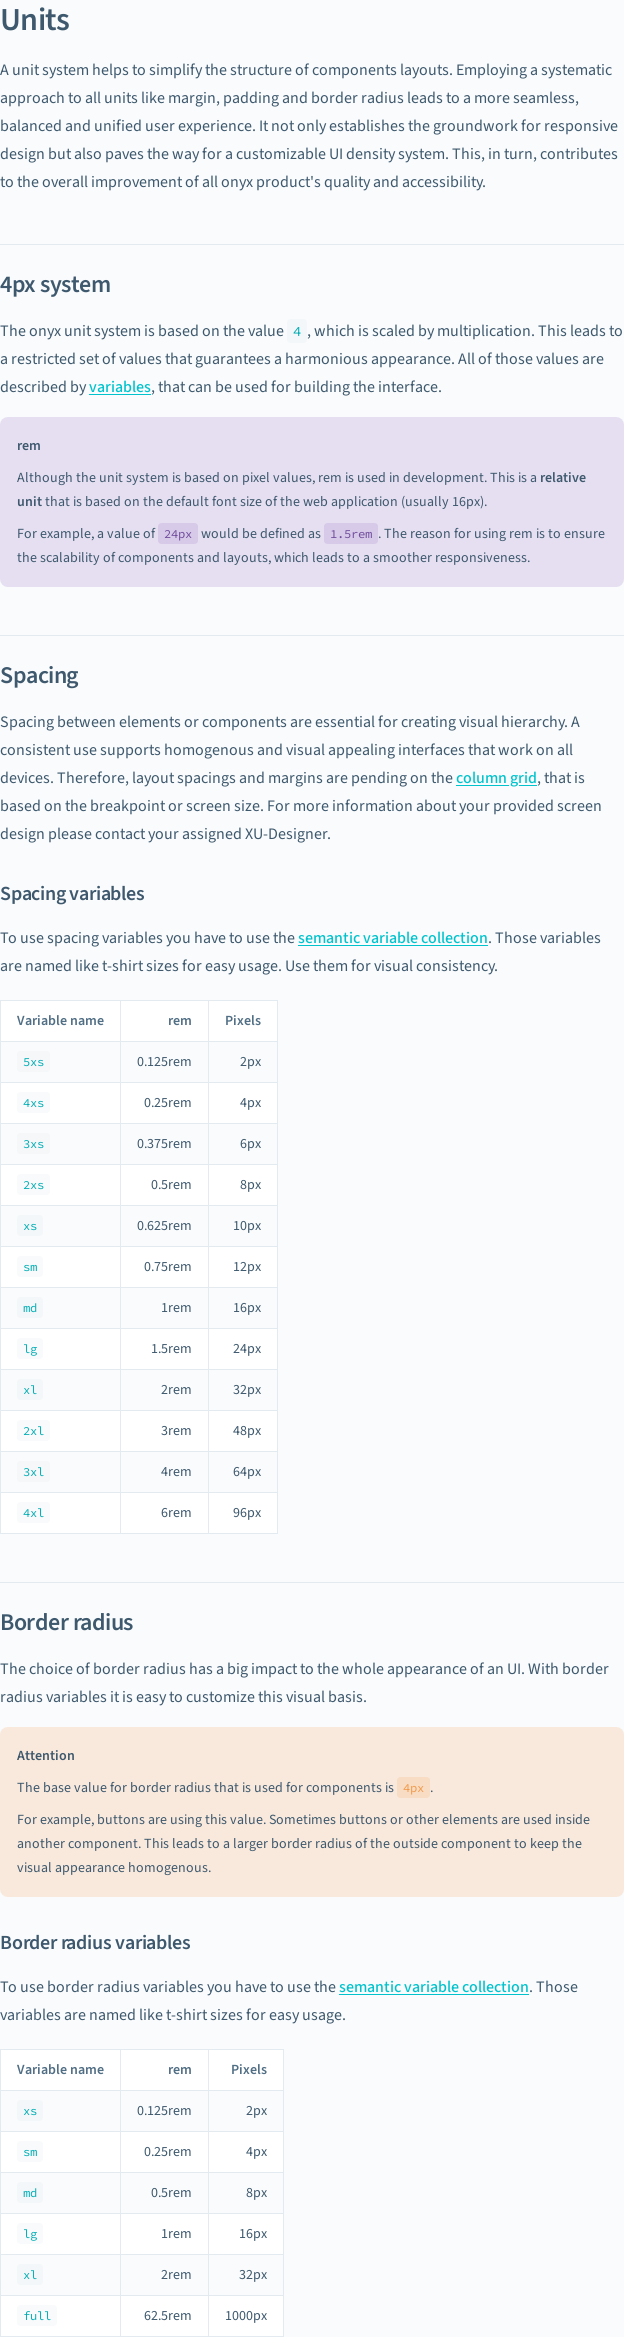 Units
A unit system helps to simplify the structure of components layouts. Employing a systematic
approach to all units like margin, padding and border radius leads to a more seamless,
balanced and unified user experience. It not only establishes the groundwork for responsive
design but also paves the way for a customizable UI density system. This, in turn, contributes
to the overall improvement of all onyx product's quality and accessibility.
4px system
The onyx unit system is based on the value 4 , which is scaled by multiplication. This leads to
a restricted set of values that guarantees a harmonious appearance. All of those values are
described by variables, that can be used for building the interface.
rem
Although the unit system is based on pixel values, rem is used in development. This is a relative
unit that is based on the default font size of the web application (usually 16px).
For example, a value of 24px would be defined as 1.5rem . The reason for using rem is to ensure
the scalability of components and layouts, which leads to a smoother responsiveness.
Spacing
Spacing between elements or components are essential for creating visual hierarchy. A
consistent use supports homogenous and visual appealing interfaces that work on all
devices. Therefore, layout spacings and margins are pending on the column grid, that is
based on the breakpoint or screen size. For more information about your provided screen
design please contact your assigned XU-Designer.
Spacing variables
To use spacing variables you have to use the semantic variable collection. Those variables
are named like t-shirt sizes for easy usage. Use them for visual consistency.
Variable name rem Pixels
5xs 0.125rem 2px
4xs 0.25rem 4px
3xs 0.375rem 6px
2xs 0.5rem 8px
xs 0.625rem 10px
sm 0.75rem 12px
md 1rem 16px
lg 1.5rem 24px
xl 2rem 32px
2xl 3rem 48px
3xl 4rem 64px
4xl 6rem 96px
Border radius
The choice of border radius has a big impact to the whole appearance of an UI. With border
radius variables it is easy to customize this visual basis.
Attention
The base value for border radius that is used for components is 4px .
For example, buttons are using this value. Sometimes buttons or other elements are used inside
another component. This leads to a larger border radius of the outside component to keep the
visual appearance homogenous.
Border radius variables
To use border radius variables you have to use the semantic variable collection. Those
variables are named like t-shirt sizes for easy usage.
Variable name rem Pixels
xs 0.125rem 2px
sm 0.25rem 4px
md 0.5rem 8px
lg 1rem 16px
xl 2rem 32px
full 62.5rem 1000px